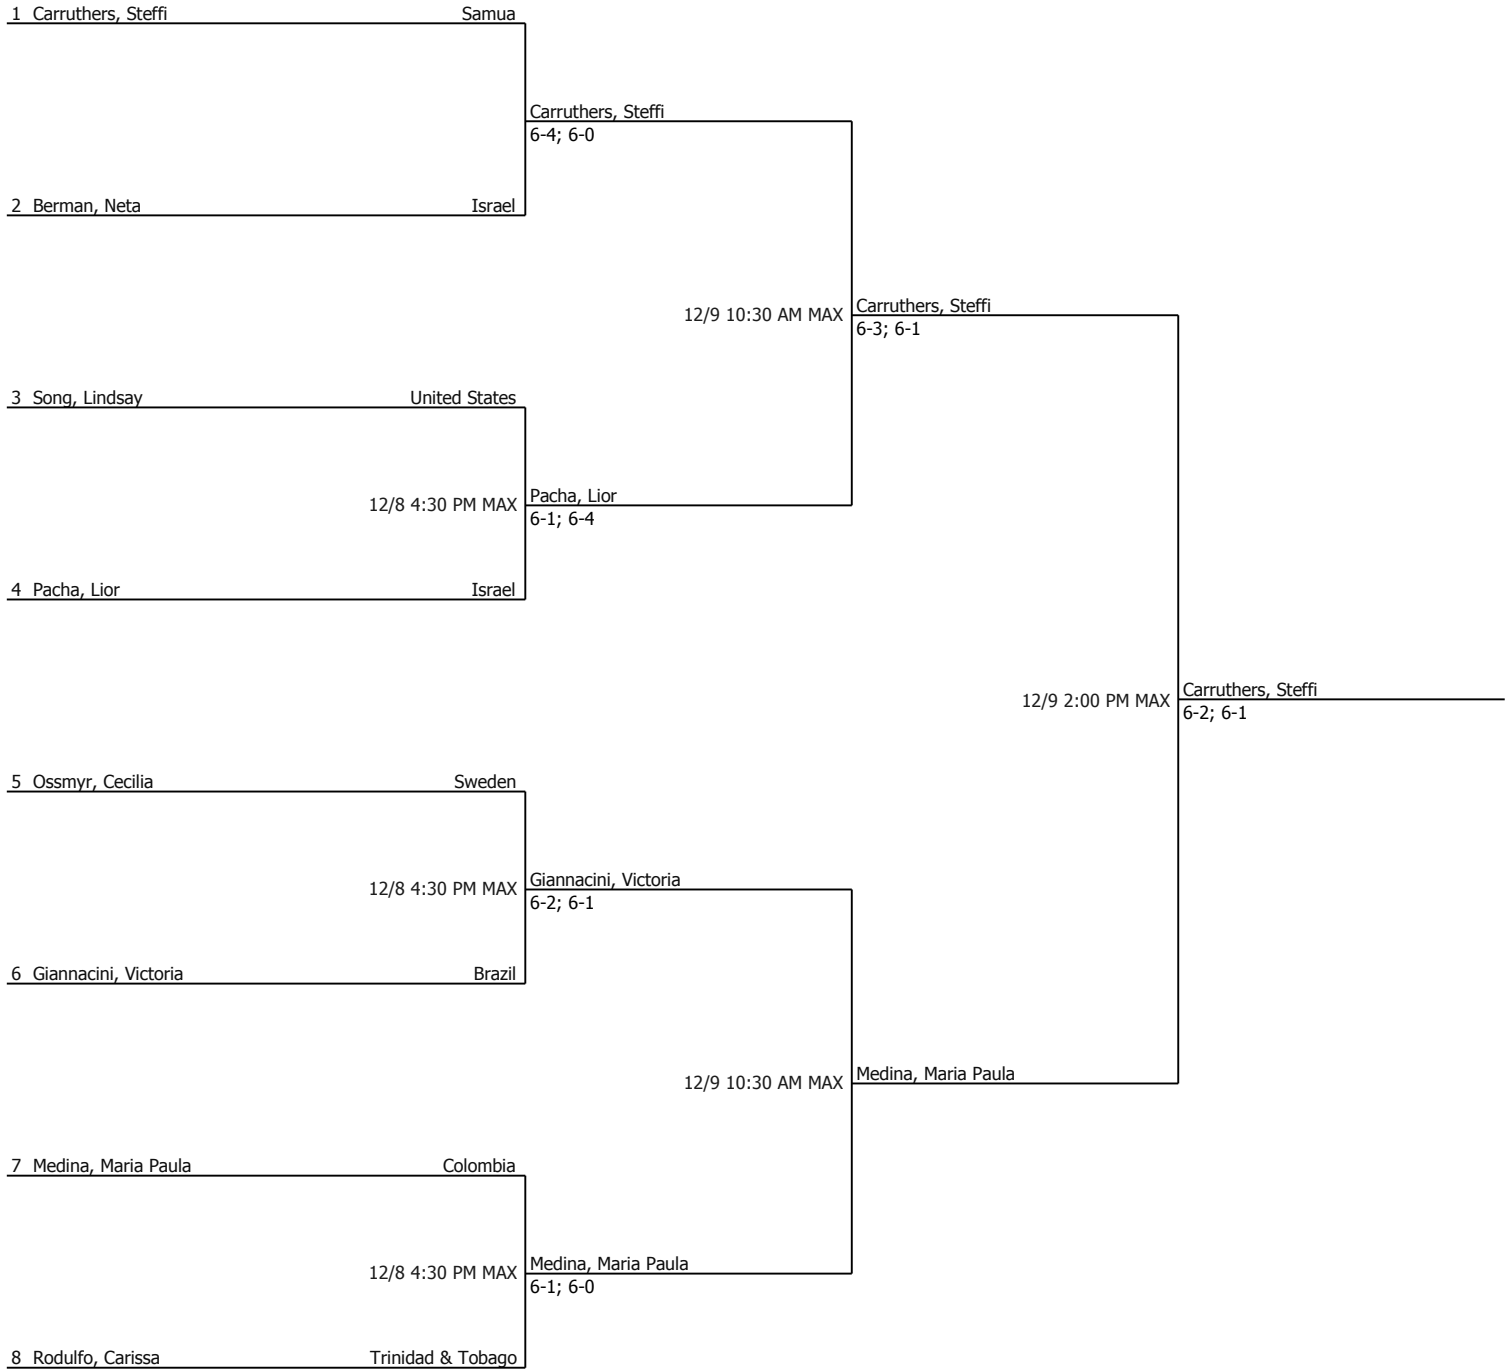 1 Carruthers, Steffi Samua
Carruthers, Steffi
6-4; 6-0
2 Berman, Neta Israel
12/9 10:30 AM MAX Carruthers, Steffi
6-3; 6-1
3 Song, Lindsay United States
12/8 4:30 PM MAX Pacha, Lior
6-1; 6-4
4 Pacha, Lior Israel
12/9 2:00 PM MAX Carruthers, Steffi
6-2; 6-1
5 Ossmyr, Cecilia Sweden
12/8 4:30 PM MAX Giannacini, Victoria
6-2; 6-1
6 Giannacini, Victoria Brazil
12/9 10:30 AM MAX Medina, Maria Paula
7 Medina, Maria Paula Colombia
12/8 4:30 PM MAX Medina, Maria Paula
6-1; 6-0
8 Rodulfo, Carissa Trinidad & Tobago